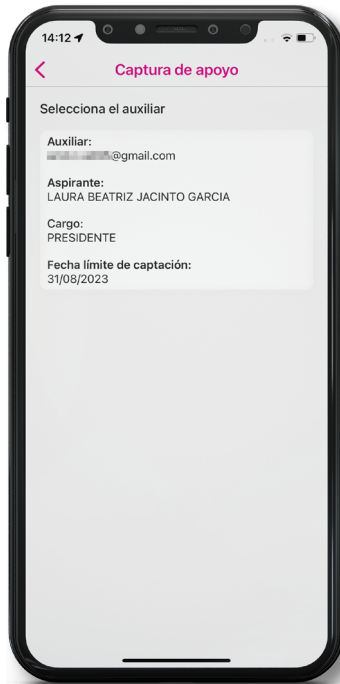 14:12
Captura de apoyo
Selecciona el auxiliar
Auxiliar:
@gmail.com
Aspirante:
LAURA BEATRIZ JACINTO GARCIA
Cargo:
PRESIDENTE
Fecha límite de captación:
31/08/2023